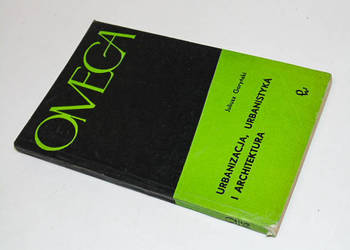 OMEGA
Juliusz Goryński
URBANIZACJA, URBANISTYKA
I ARCHITEKTURA